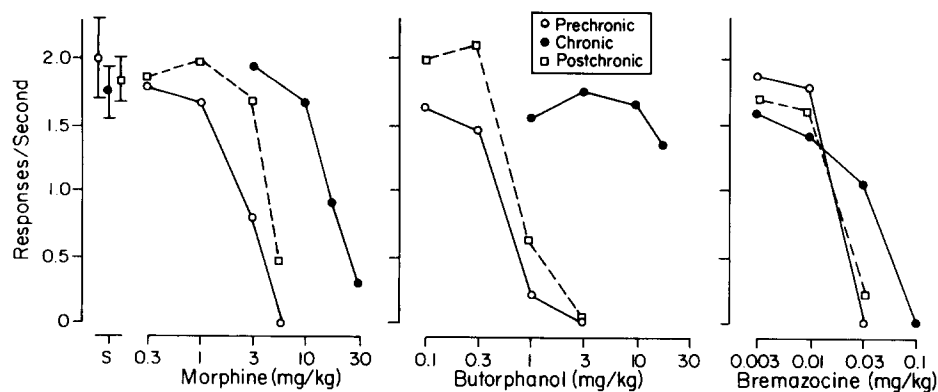 Prechronic
Chronic
Postchronic
Responses/Second
2.0
1.5
1.0
0.5
0
S
0.3 1 3 10 30
Morphine (mg/kg)
0.1 0.3 1 3 10 30
Butorphanol (mg/kg)
0.003 0.01 0.03 0.1
Bremazocine (mg/kg)